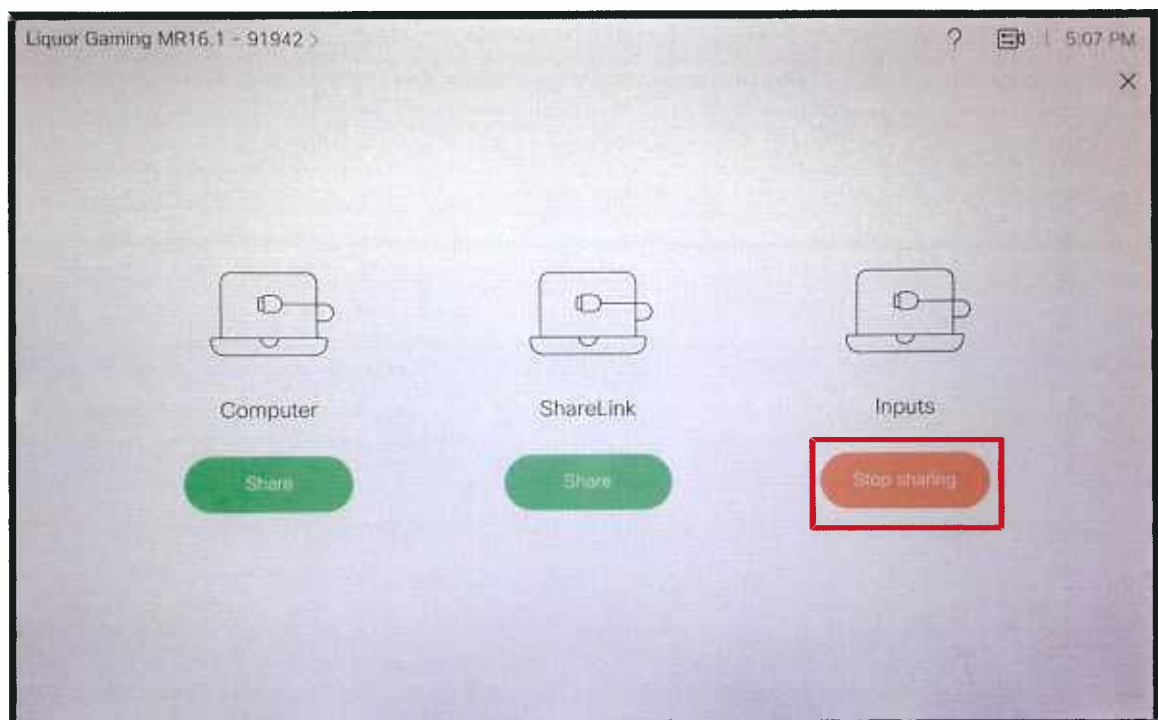 Liquor Gaming MR16.1 - 91942 >
? 5:07 PM
Computer
ShareLink
Inputs
Share
Share
Stop sharing